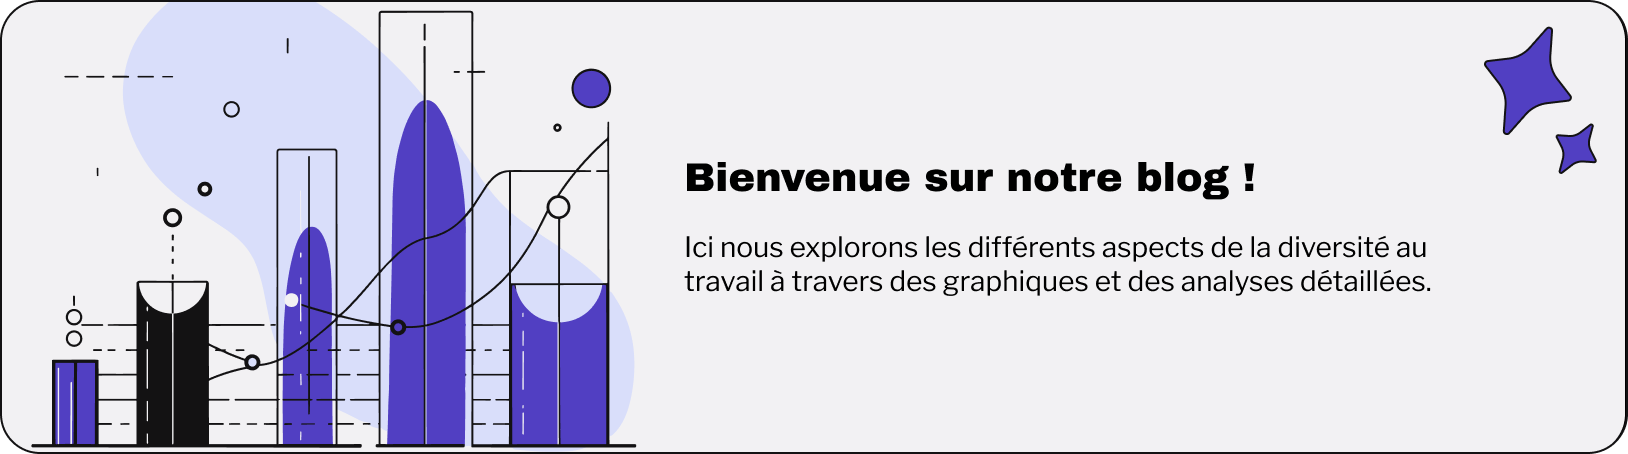 Bienvenue sur notre blog !
Ici nous explorons les différents aspects de la diversité au
travail à travers des graphiques et des analyses détaillées.